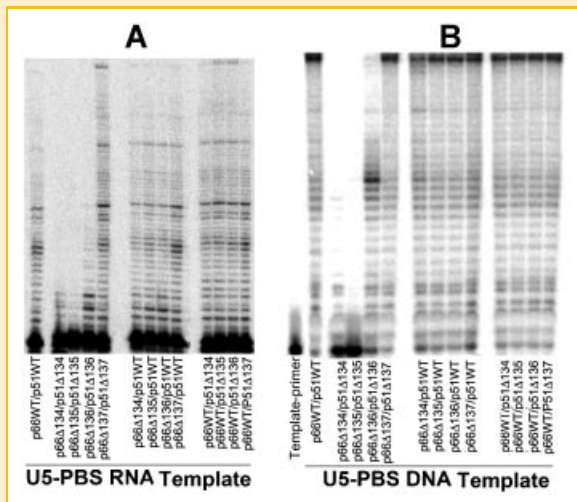 A
B
p66WT/p51WT
p66Δ134/p51Δ134
p66Δ135/p51Δ135
p66Δ136/p51Δ136
p66Δ137/p51Δ137
p66Δ134/p51WT
p66Δ135/p51WT
p66Δ136/p51WT
p66Δ137/p51WT
p66WT/p51Δ134
p66WT/p51Δ135
p66WT/p51Δ136
p66WT/P51Δ137
Template-primer
p66WT/p51WT
p66Δ134/p51Δ134
p66Δ135/p51Δ135
p66Δ136/p51Δ136
p66Δ137/p51Δ137
p66Δ134/p51WT
p66Δ135/p51WT
p66Δ136/p51WT
p66Δ137/p51WT
p66WT/p51Δ134
p66WT/p51Δ135
p66WT/p51Δ136
p66WT/P51Δ137
U5-PBS RNA Template
U5-PBS DNA Template